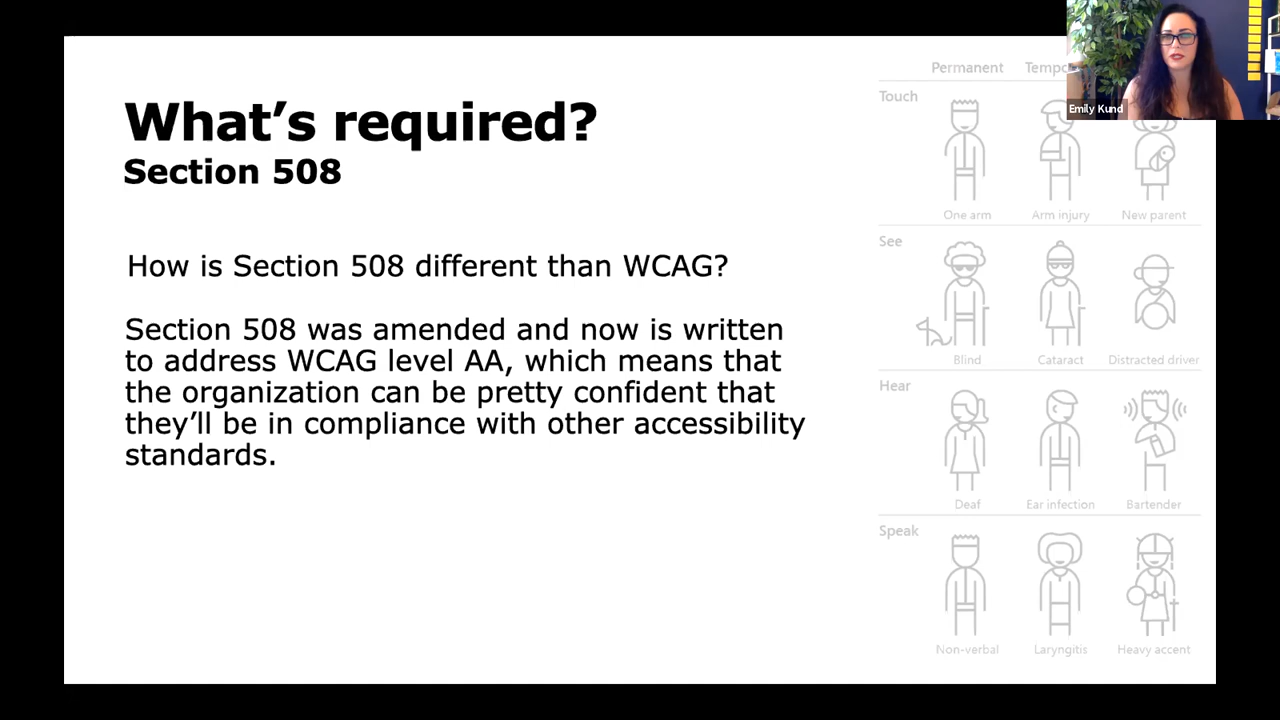 What's required?
Section 508
How is Section 508 different than WCAG?
Section 508 was amended and now is written
to address WCAG level AA, which means that
the organization can be pretty confident that
they'll be in compliance with other accessibility
standards.
Permanent
Touch
One arm
Arm injury
New parent
See
Blind
Cataract
Distracted driver
Hear
Deaf
Ear infection
Bartender
Speak
Non-verbal
Laryngitis
Heavy accent
Emily Kund